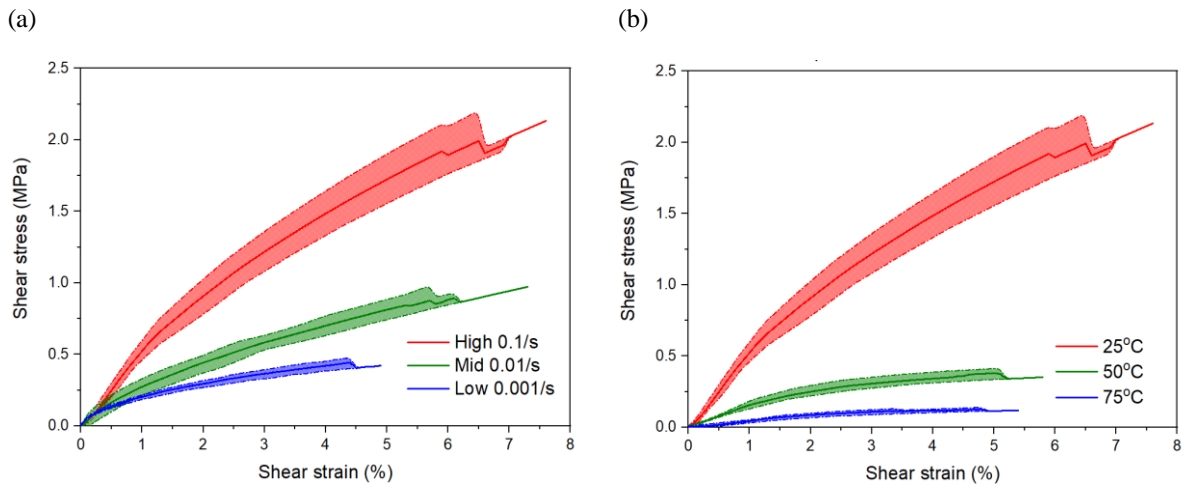 (a)
(b)
2.5
2.0
1.5
1.0
0.5
0.0
Shear stress (MPa)
0 1 2 3 4 5 6 7 8
Shear strain (%)
High 0.1/s
Mid 0.01/s
Low 0.001/s
2.5
2.0
1.5
1.0
0.5
0.0
Shear stress (MPa)
0 1 2 3 4 5 6 7 8
Shear strain (%)
25°C
50°C
75°C